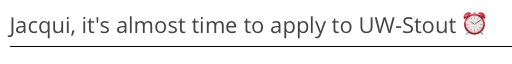 Jacqui, it's almost time to apply to UW-Stout ⏰